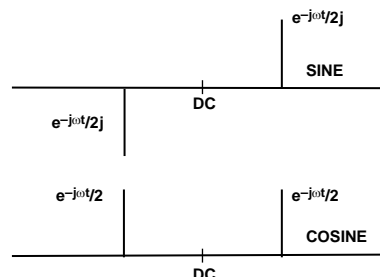 e–jωt/2j
SINE
DC
e–jωt/2j
e–jωt/2
e–jωt/2
COSINE
DC